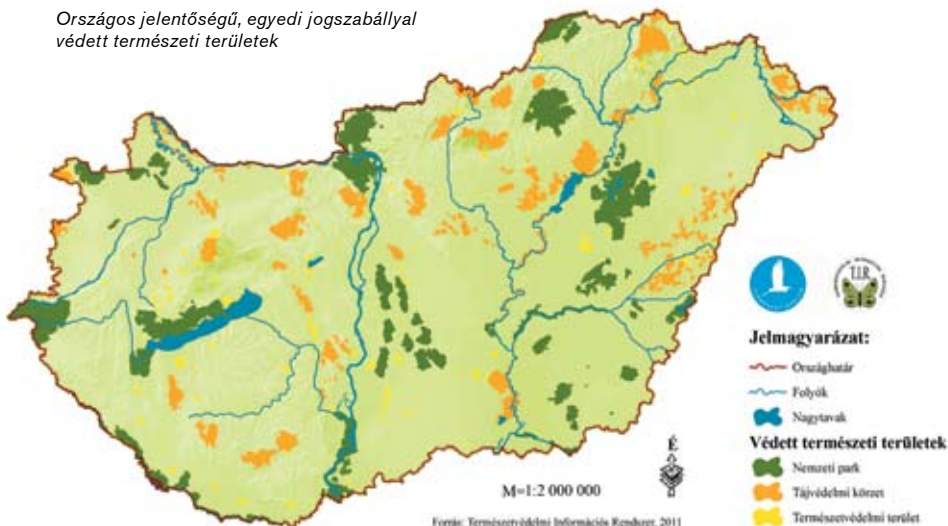 Országos jelentőségű, egyedi jogszabállyal
védett természeti területek
T.I.R.
Jelmagyarázat:
Országhatár
Folyók
Nagytavak
Védett természeti területek
Nemzeti park
Tájvédelmi körzet
Természetvédelmi terület
É
M=1:2 000 000
Forrás: Természetvédelmi Információs Rendszer, 2011